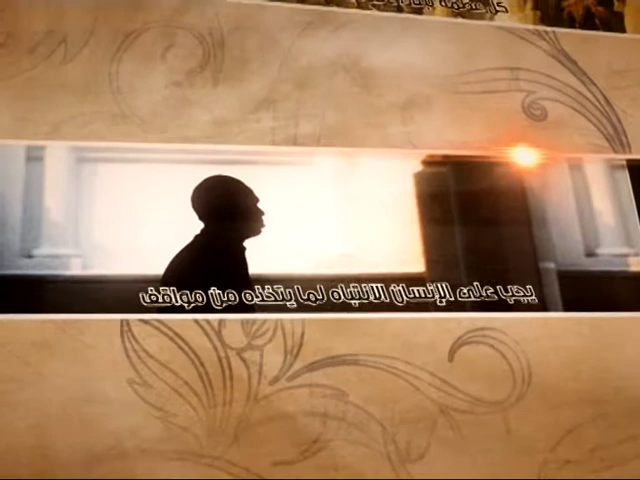 يجب على الإنسان الانتباه لما يتخذه من مواقف